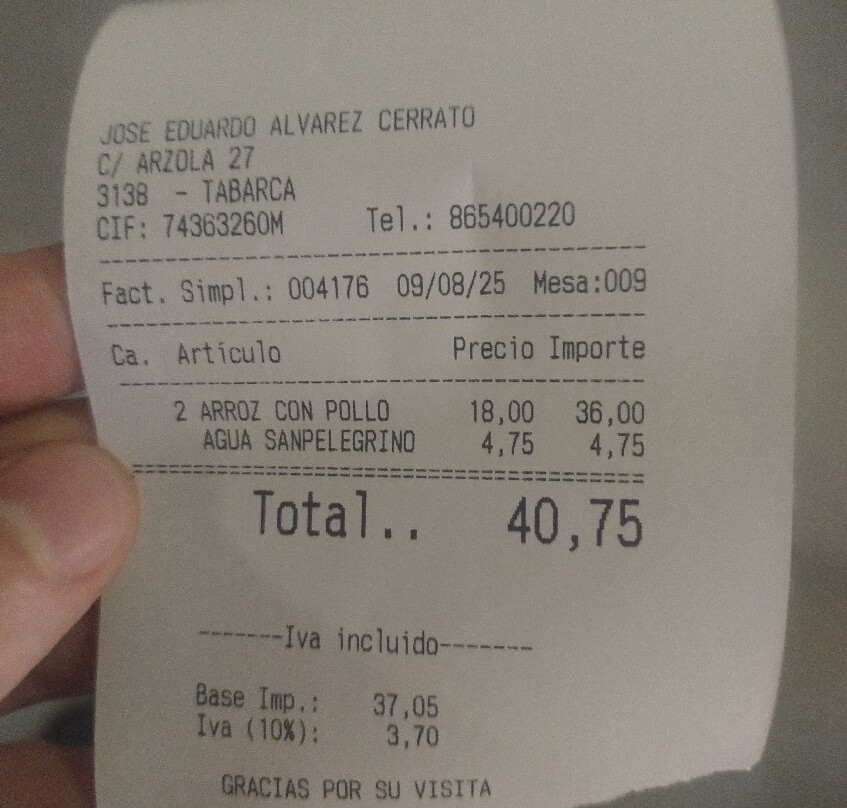 JOSE EDUARDO ALVAREZ CERRATO
C/ ARZOLA 27
3138 - TABARCA
CIF: 74363260M Tel.: 865400220
Fact. Simpl.: 004176 09/08/25 Mesa:009
Ca. Artículo Precio Importe
2 ARROZ CON POLLO 18,00 36,00
AGUA SANPELEGRINO 4,75 4,75
Total.. 40,75
-------Iva incluido-------
Base Imp.: 37,05
Iva (10%): 3,70
GRACIAS POR SU VISITA